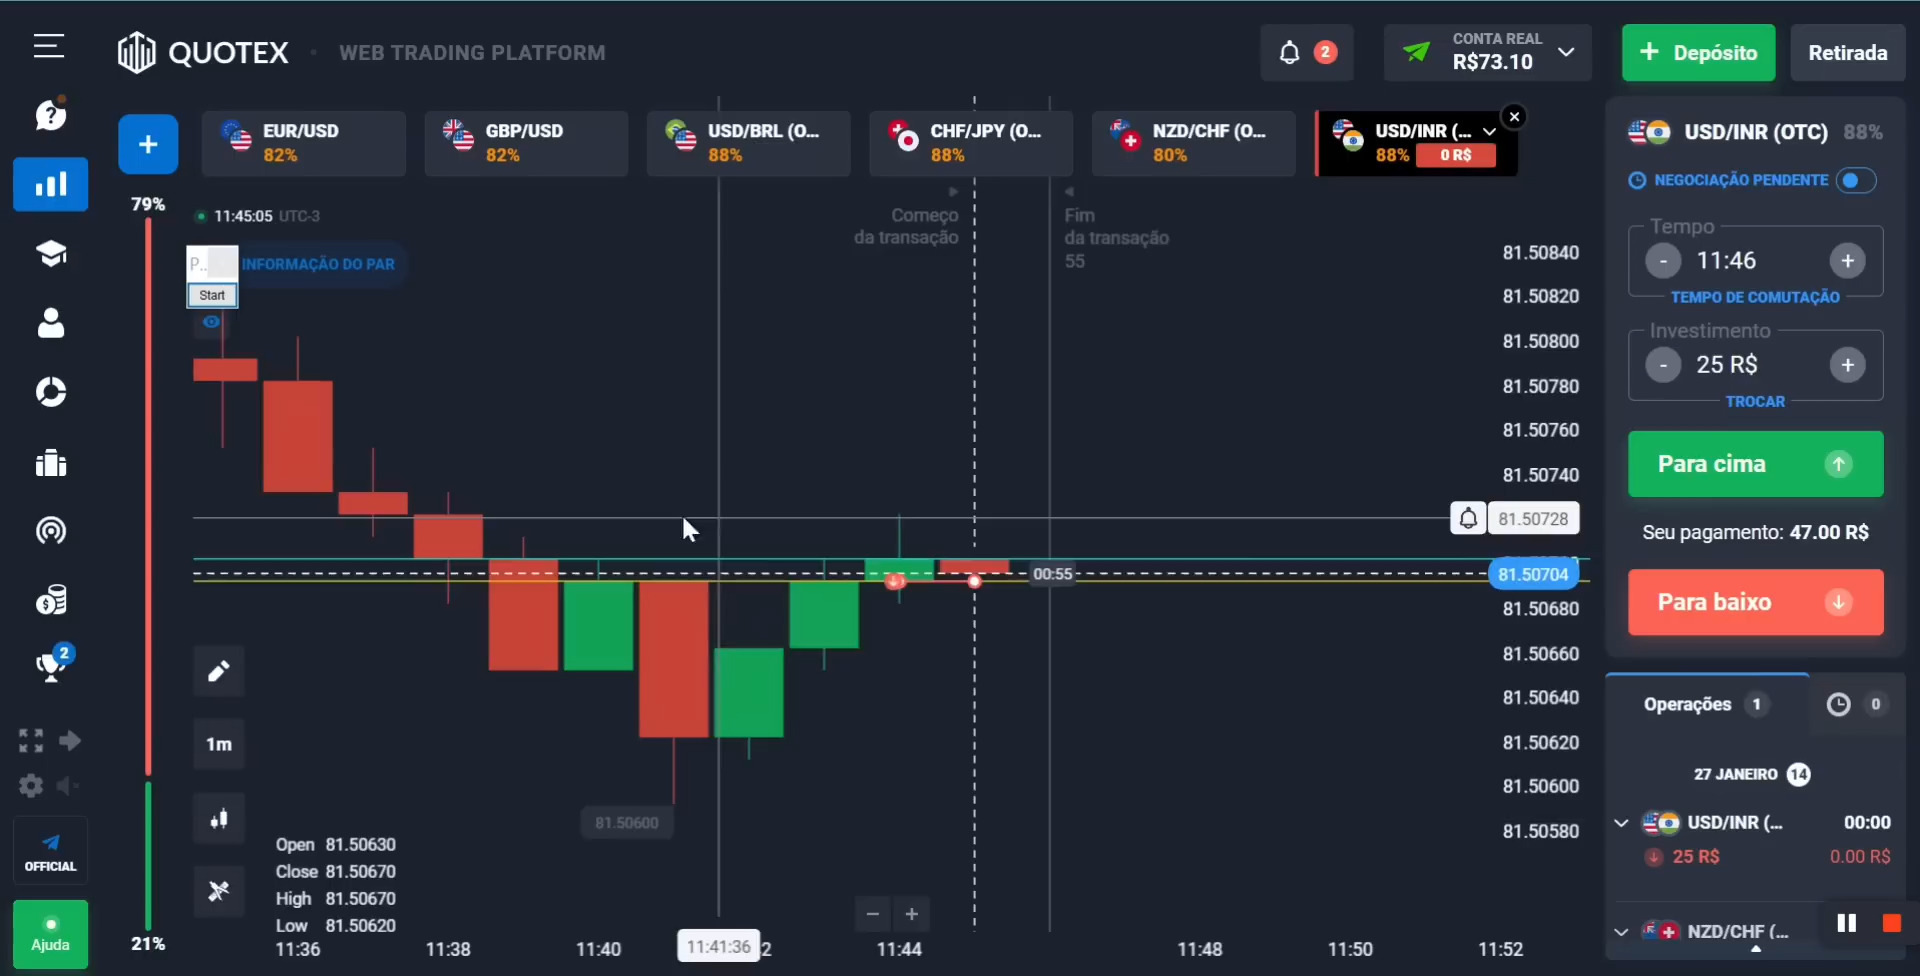 QUOTEX
WEB TRADING PLATFORM
2
CONTA REAL
R$73.10
+ Depósito
Retirada
+
EUR/USD
82%
GBP/USD
82%
USD/BRL (O...
88%
CHF/JPY (O...
88%
NZD/CHF (O...
80%
USD/INR (...
88%
0 R$
79%
11:45:05 UTC-3
P...
Start
INFORMAÇÃO DO PAR
Começo
da transação
Fim
da transação
55
81.50840
81.50820
81.50800
81.50780
81.50760
81.50740
81.50728
81.50704
81.50680
81.50660
81.50640
81.50620
81.50600
81.50580
00:55
1m
81.50600
Open 81.50630
Close 81.50670
High 81.50670
Low 81.50620
11:36
11:38
11:40
11:41:36
2
11:44
11:48
11:50
11:52
21%
2
OFFICIAL
Ajuda
USD/INR (OTC) 88%
NEGOCIAÇÃO PENDENTE
Tempo
- 11:46 +
TEMPO DE COMUTAÇÃO
Investimento
- 25 R$ +
TROCAR
Para cima
Seu pagamento: 47.00 R$
Para baixo
Operações 1
0
27 JANEIRO 14
USD/INR (... 00:00
25 R$ 0.00 R$
NZD/CHF (...